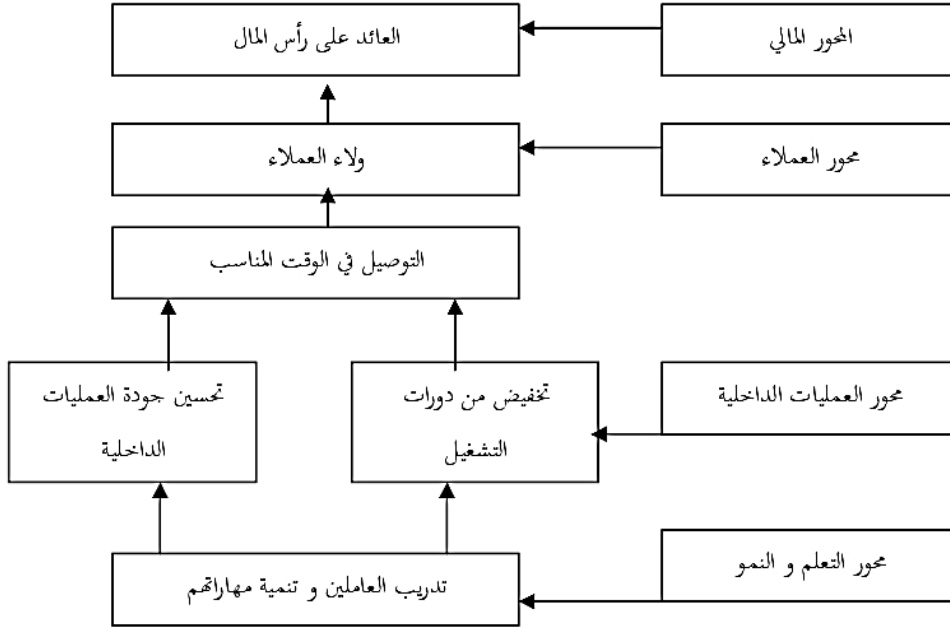 المحور المالي
العائد على رأس المال
محور العملاء
ولاء العملاء
التوصيل في الوقت المناسب
محور العمليات الداخلية
تخفيض من دورات
التشغيل
تحسين جودة العمليات
الداخلية
محور التعلم و النمو
تدريب العاملين و تنمية مهاراتهم